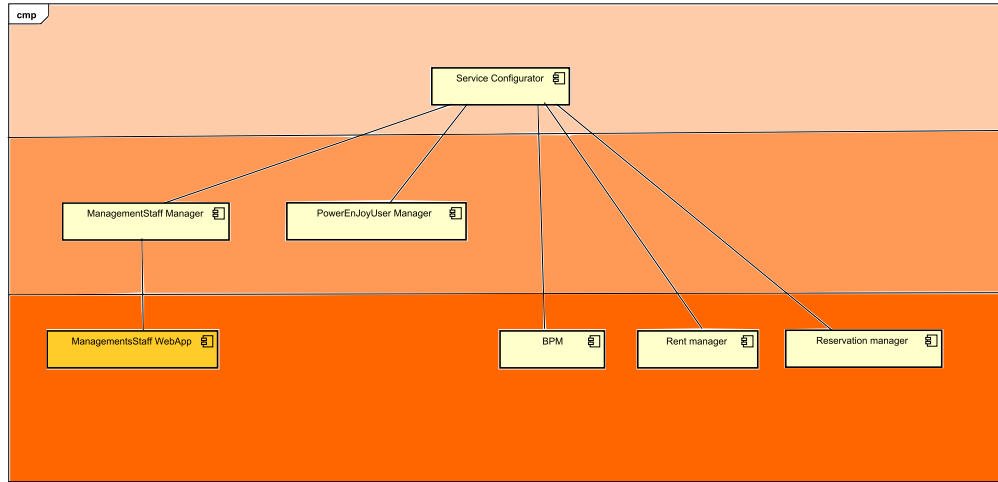 cmp
Service Configurator
ManagementStaff Manager
PowerEnJoyUser Manager
ManagementsStaff WebApp
BPM
Rent manager
Reservation manager